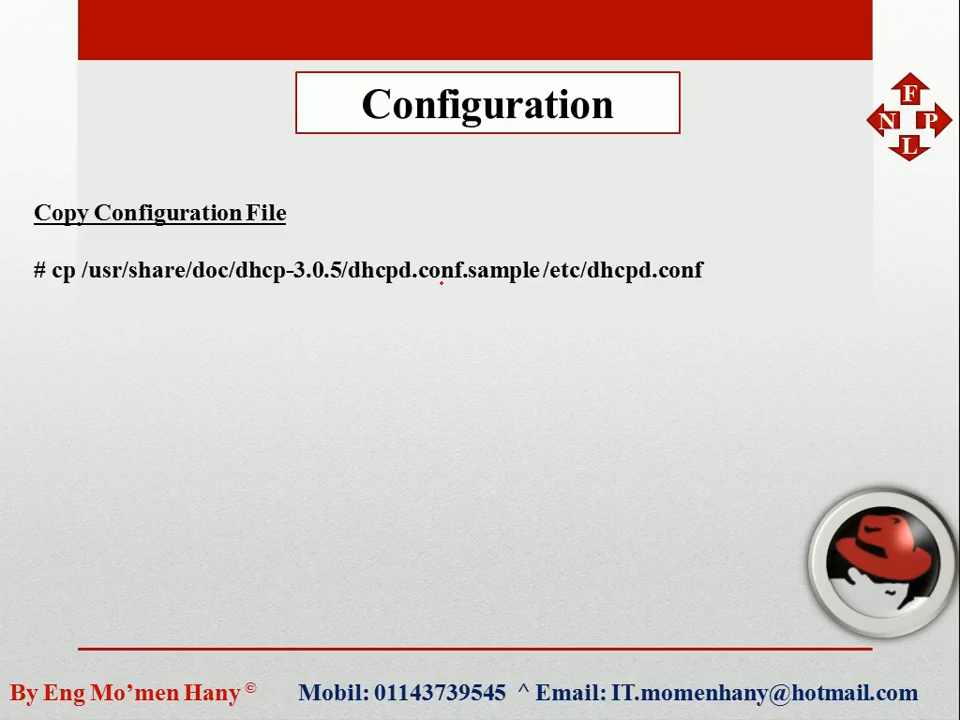 Configuration
F
N P
L
Copy Configuration File
# cp /usr/share/doc/dhcp-3.0.5/dhcpd.conf.sample /etc/dhcpd.conf
By Eng Mo’men Hany © Mobil: 01143739545 ^ Email: IT.momenhany@hotmail.com